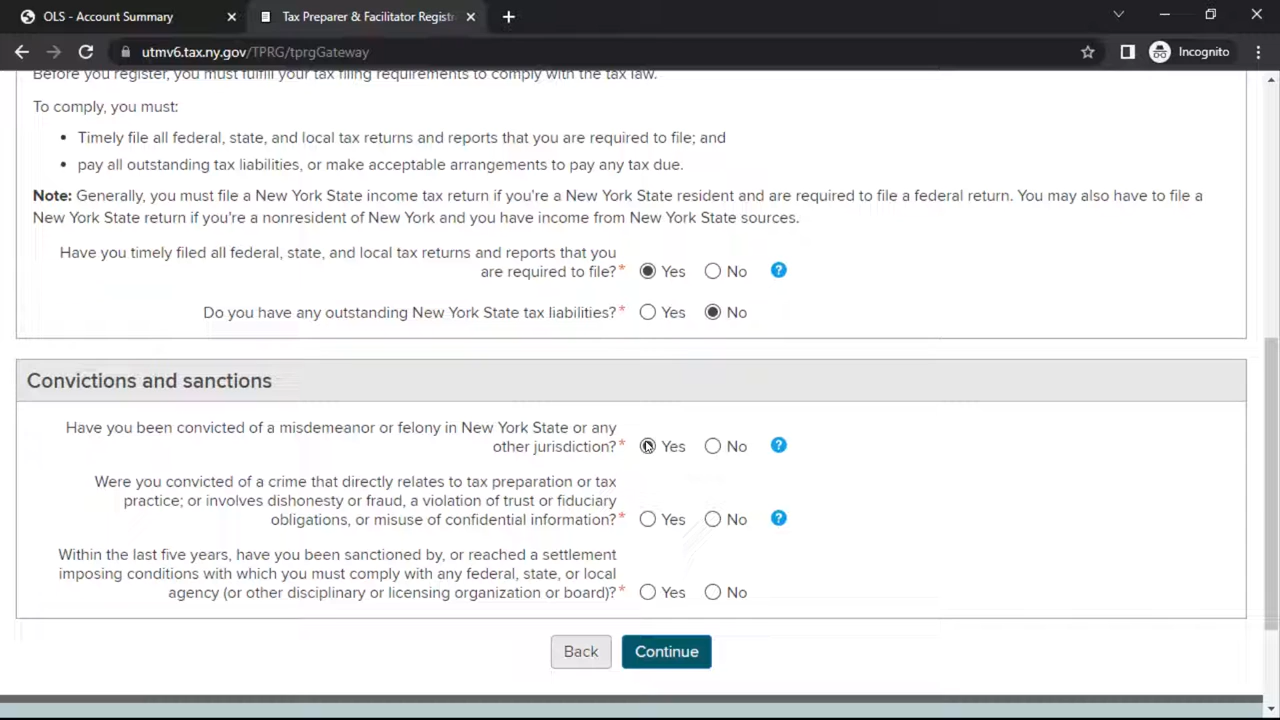 OLS - Account Summary
Tax Preparer & Facilitator Registr
utmv6.tax.ny.gov/TPRG/tprgGateway
Incognito
Before you register, you must fulfill your tax filing requirements to comply with the tax law.
To comply, you must:
• Timely file all federal, state, and local tax returns and reports that you are required to file; and
• pay all outstanding tax liabilities, or make acceptable arrangements to pay any tax due.
Note: Generally, you must file a New York State income tax return if you're a New York State resident and are required to file a federal return. You may also have to file a
New York State return if you're a nonresident of New York and you have income from New York State sources.
Have you timely filed all federal, state, and local tax returns and reports that you
are required to file?* Yes No ?
Do you have any outstanding New York State tax liabilities?* Yes No
Convictions and sanctions
Have you been convicted of a misdemeanor or felony in New York State or any
other jurisdiction?* Yes No ?
Were you convicted of a crime that directly relates to tax preparation or tax
practice; or involves dishonesty or fraud, a violation of trust or fiduciary
obligations, or misuse of confidential information?* Yes No ?
Within the last five years, have you been sanctioned by, or reached a settlement
imposing conditions with which you must comply with any federal, state, or local
agency (or other disciplinary or licensing organization or board)?* Yes No
Back Continue